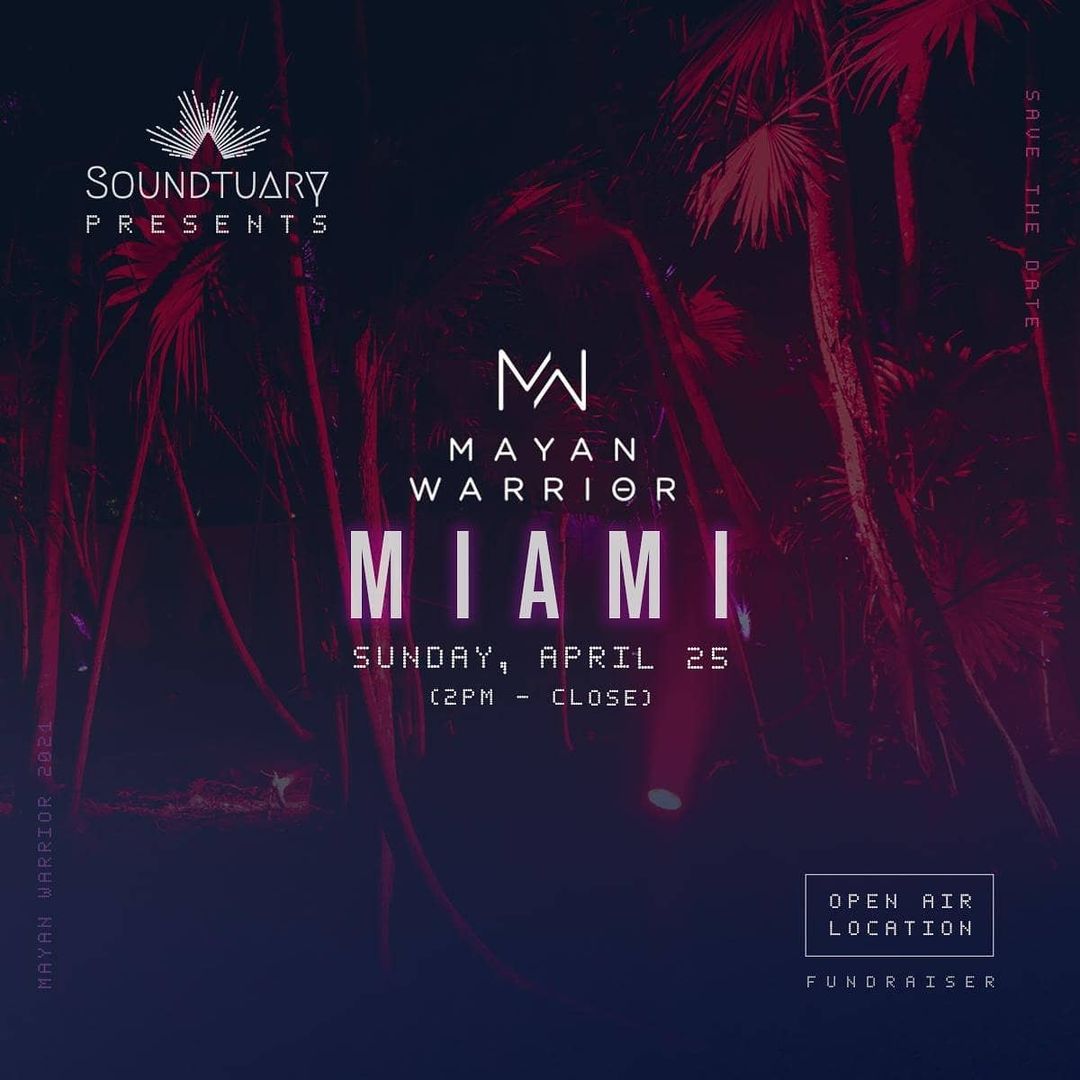 SOUNDTUARY
PRESENTS
SAVE THE DATE
MW
MAYAN
WARRIOR
MIAMI
SUNDAY, APRIL 25
(2PM - CLOSE)
MAYAN WARRIOR 2021
OPEN AIR
LOCATION
FUNDRAISER